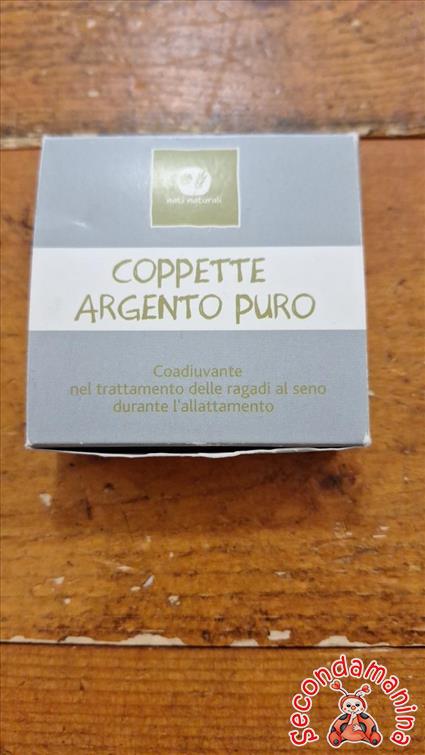 nati naturali
COPPETTE
ARGENTO PURO
Coadiuvante
nel trattamento delle ragadi al seno
durante l'allattamento
secondamanina